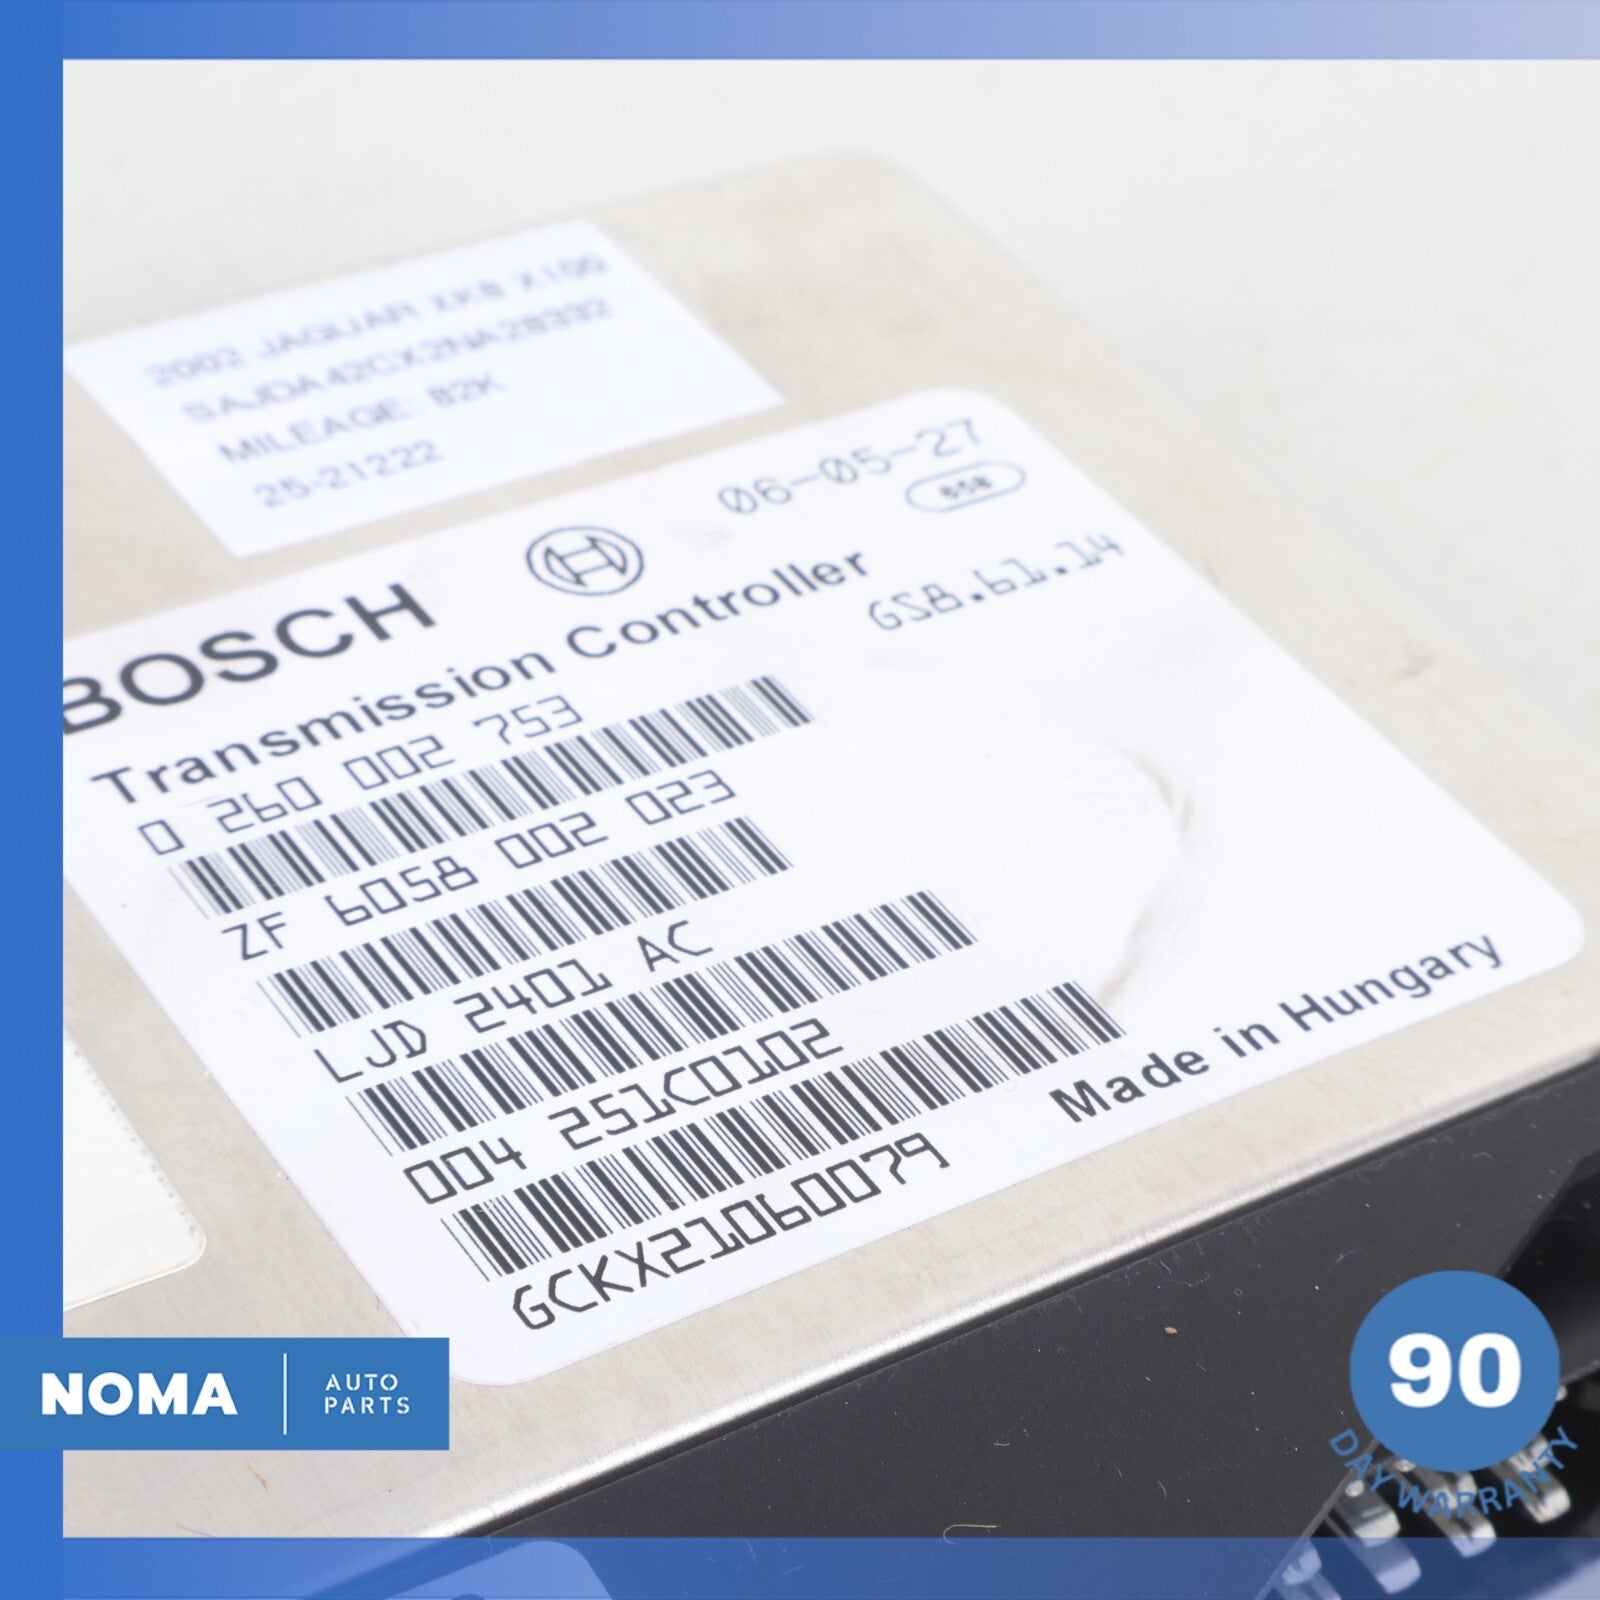 2002 JAGUAR XK8 X100
SAJDA42CX2NA28332
MILEAGE: 82K
25-21222
BOSCH
06-05-27
Transmission Controller
GS8.61.14
0 260 002 753
ZF 6058 002 023
LJD 2401 AC
004 251C0102
GCKX21060079
Made in Hungary
NOMA
AUTO
PARTS
90
DAY WARRANTY